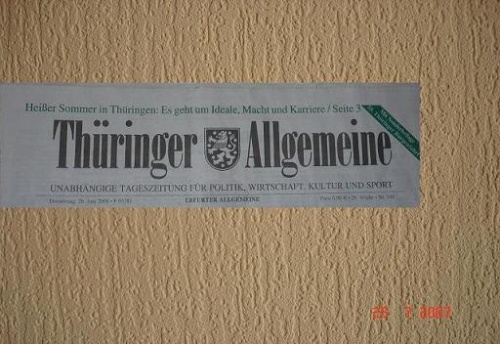 Heißer Sommer in Thüringen: Es geht um Ideale, Macht und Karriere / Seite 3
Thüringer Allgemeine
UNABHÄNGIGE TAGESZEITUNG FÜR POLITIK, WIRTSCHAFT, KULTUR UND SPORT
ERFURTER ALLGEMEINE